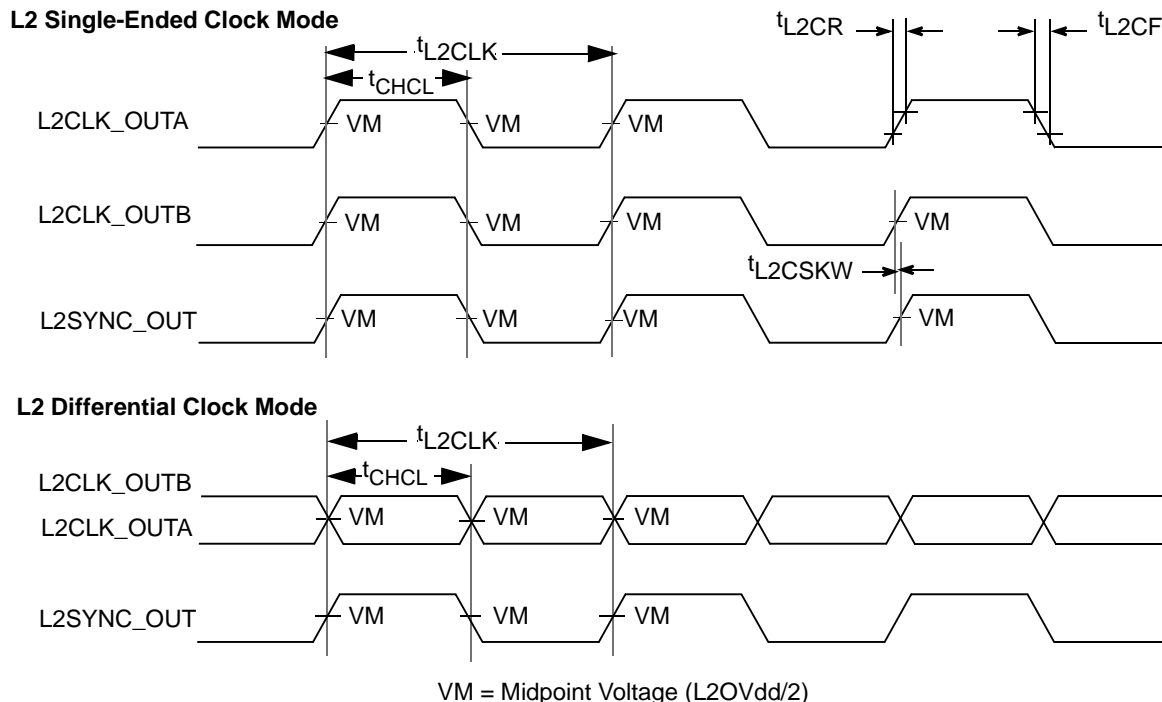 L2 Single-Ended Clock Mode
tL2CR
tL2CF
tL2CLK
tCHCL
L2CLK_OUTA
VM
VM
VM
L2CLK_OUTB
VM
VM
VM
VM
tL2CSKW
L2SYNC_OUT
VM
VM
VM
VM
L2 Differential Clock Mode
tL2CLK
tCHCL
L2CLK_OUTB
L2CLK_OUTA
VM
VM
VM
L2SYNC_OUT
VM
VM
VM
VM = Midpoint Voltage (L2OVdd/2)